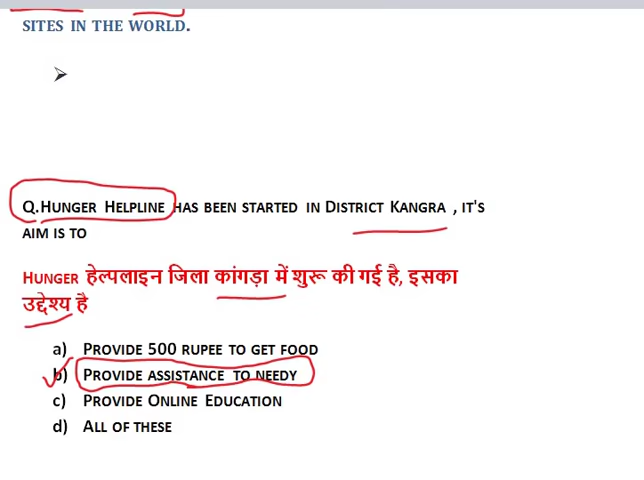 SITES IN THE WORLD.
Q.HUNGER HELPLINE HAS BEEN STARTED IN DISTRICT KANGRA , IT'S
AIM IS TO
HUNGER हेल्पलाइन जिला कांगड़ा में शुरू की गई है, इसका
उद्देश्य है
a) PROVIDE 500 RUPEE TO GET FOOD
b) PROVIDE ASSISTANCE TO NEEDY
c) PROVIDE ONLINE EDUCATION
d) ALL OF THESE